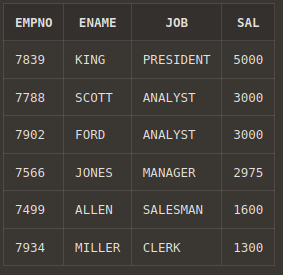 EMPNO ENAME JOB SAL
7839 KING PRESIDENT 5000
7788 SCOTT ANALYST 3000
7902 FORD ANALYST 3000
7566 JONES MANAGER 2975
7499 ALLEN SALESMAN 1600
7934 MILLER CLERK 1300